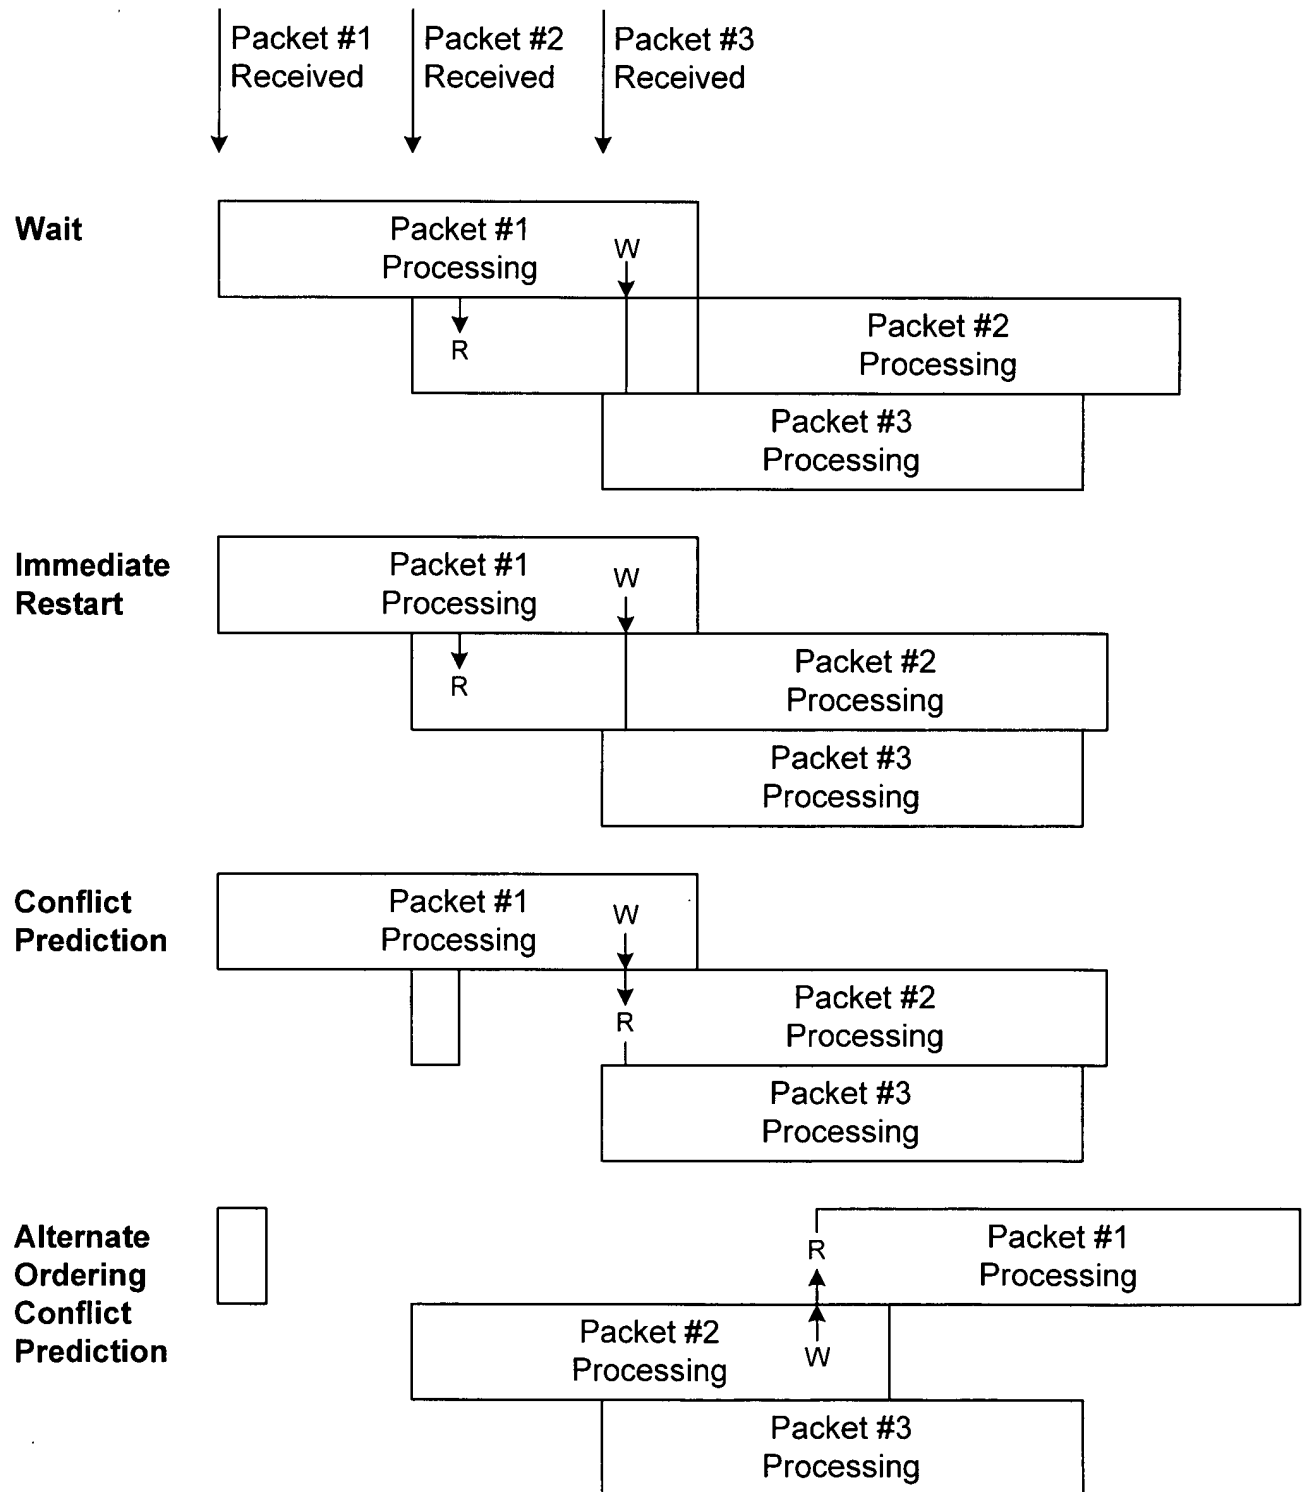 Packet #1
Received
Packet #2
Received
Packet #3
Received
Wait
Packet #1
Processing
W
R
Packet #2
Processing
Packet #3
Processing
Immediate
Restart
Packet #1
Processing
W
R
Packet #2
Processing
Packet #3
Processing
Conflict
Prediction
Packet #1
Processing
W
R
Packet #2
Processing
Packet #3
Processing
Alternate
Ordering
Conflict
Prediction
R
Packet #1
Processing
Packet #2
Processing
W
Packet #3
Processing